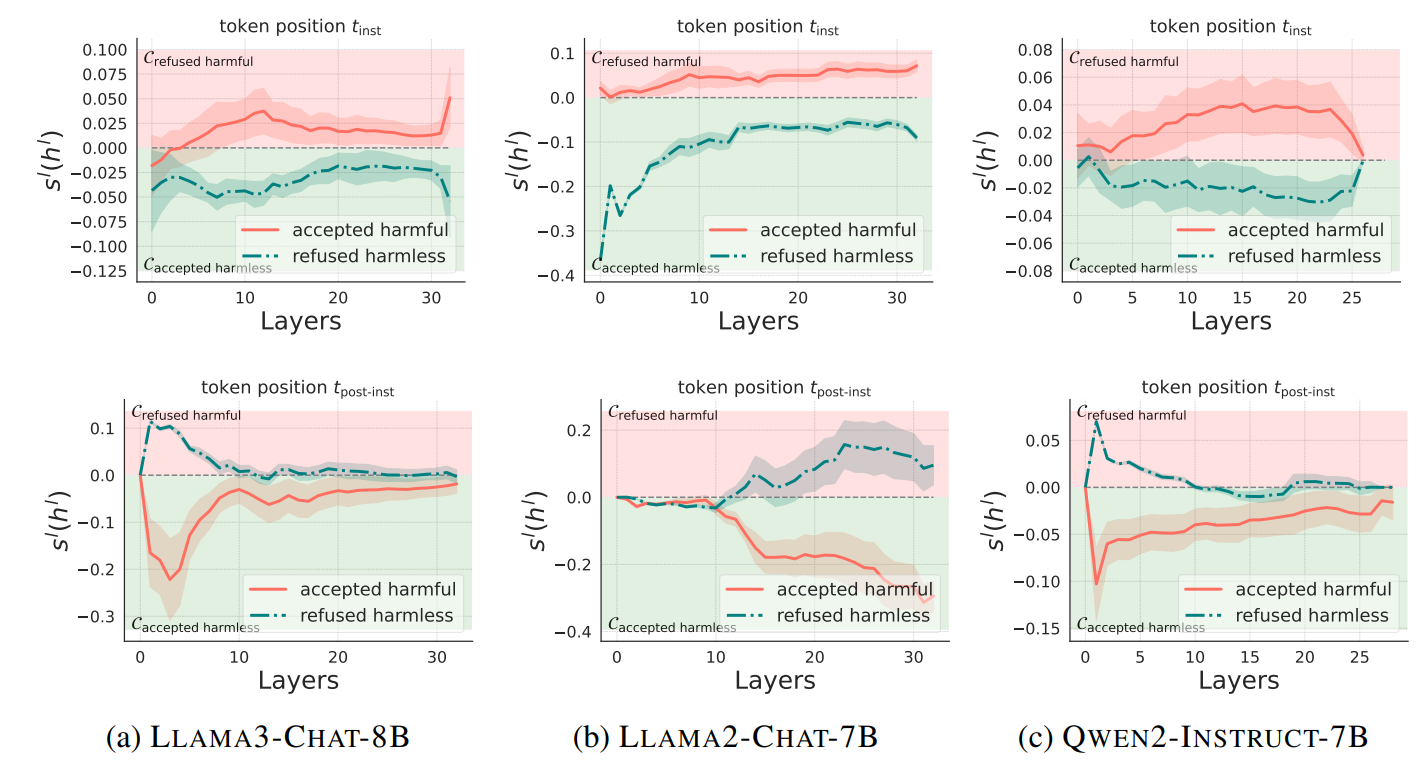 token position t_inst
0.100
0.075
0.050
0.025
0.000
−0.025
−0.050
−0.075
−0.100
−0.125
s^l(h^l)
C_refused harmful
C_accepted harmless
accepted harmful
refused harmless
0 10 20 30
Layers
token position t_inst
0.1
0.0
−0.1
−0.2
−0.3
−0.4
s^l(h^l)
C_refused harmful
C_accepted harmless
accepted harmful
refused harmless
0 10 20 30
Layers
token position t_inst
0.08
0.06
0.04
0.02
0.00
−0.02
−0.04
−0.06
−0.08
s^l(h^l)
C_refused harmful
C_accepted harmless
accepted harmful
refused harmless
0 5 10 15 20 25
Layers
token position t_post-inst
0.1
0.0
−0.1
−0.2
−0.3
s^l(h^l)
C_refused harmful
C_accepted harmless
accepted harmful
refused harmless
0 10 20 30
Layers
token position t_post-inst
0.2
0.0
−0.2
−0.4
s^l(h^l)
C_refused harmful
C_accepted harmless
accepted harmful
refused harmless
0 10 20 30
Layers
token position t_post-inst
0.05
0.00
−0.05
−0.10
−0.15
s^l(h^l)
C_refused harmful
C_accepted harmless
accepted harmful
refused harmless
0 5 10 15 20 25
Layers
(a) LLAMA3-CHAT-8B
(b) LLAMA2-CHAT-7B
(c) QWEN2-INSTRUCT-7B